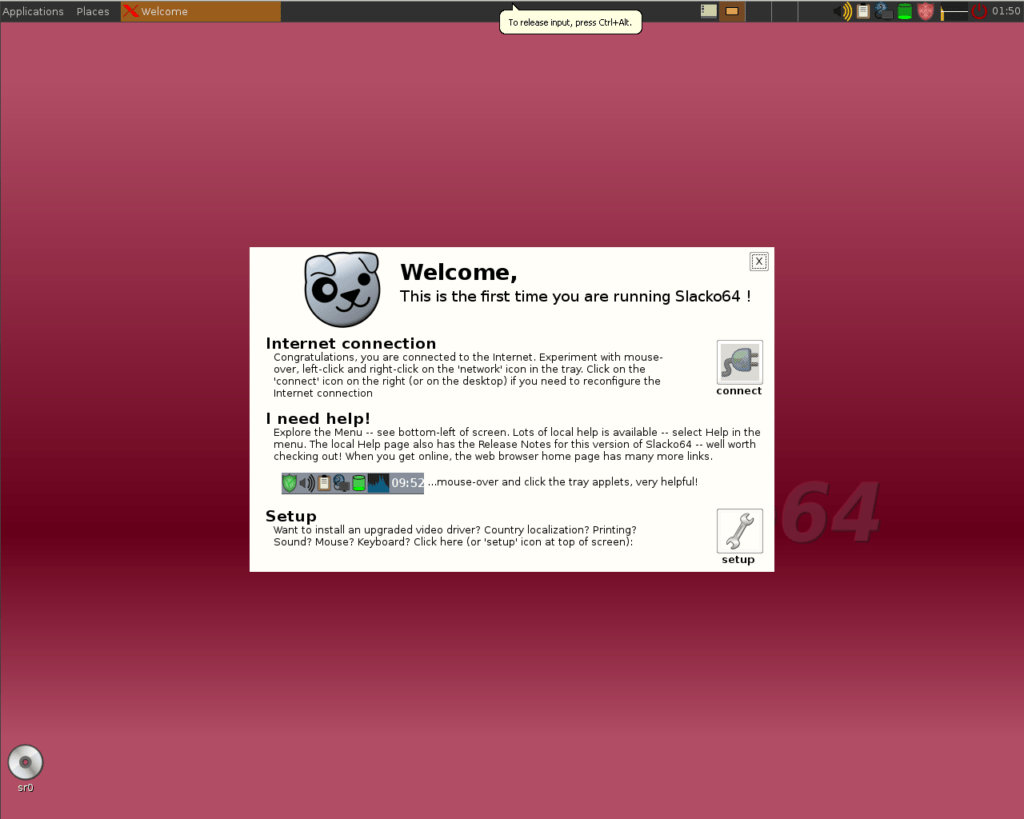 Applications Places Welcome 01:50
To release input, press Ctrl+Alt.
X
Welcome,
This is the first time you are running Slacko64 !
Internet connection
Congratulations, you are connected to the Internet. Experiment with mouse-
over, left-click and right-click on the 'network' icon in the tray. Click on the
'connect' icon on the right (or on the desktop) if you need to reconfigure the
Internet connection
connect
I need help!
Explore the Menu -- see bottom-left of screen. Lots of local help is available -- select Help in the
menu. The local Help page also has the Release Notes for this version of Slacko64 -- well worth
checking out! When you get online, the web browser home page has many more links.
09:52 ...mouse-over and click the tray applets, very helpful!
64
Setup
Want to install an upgraded video driver? Country localization? Printing?
Sound? Mouse? Keyboard? Click here (or 'setup' icon at top of screen):
setup
sr0